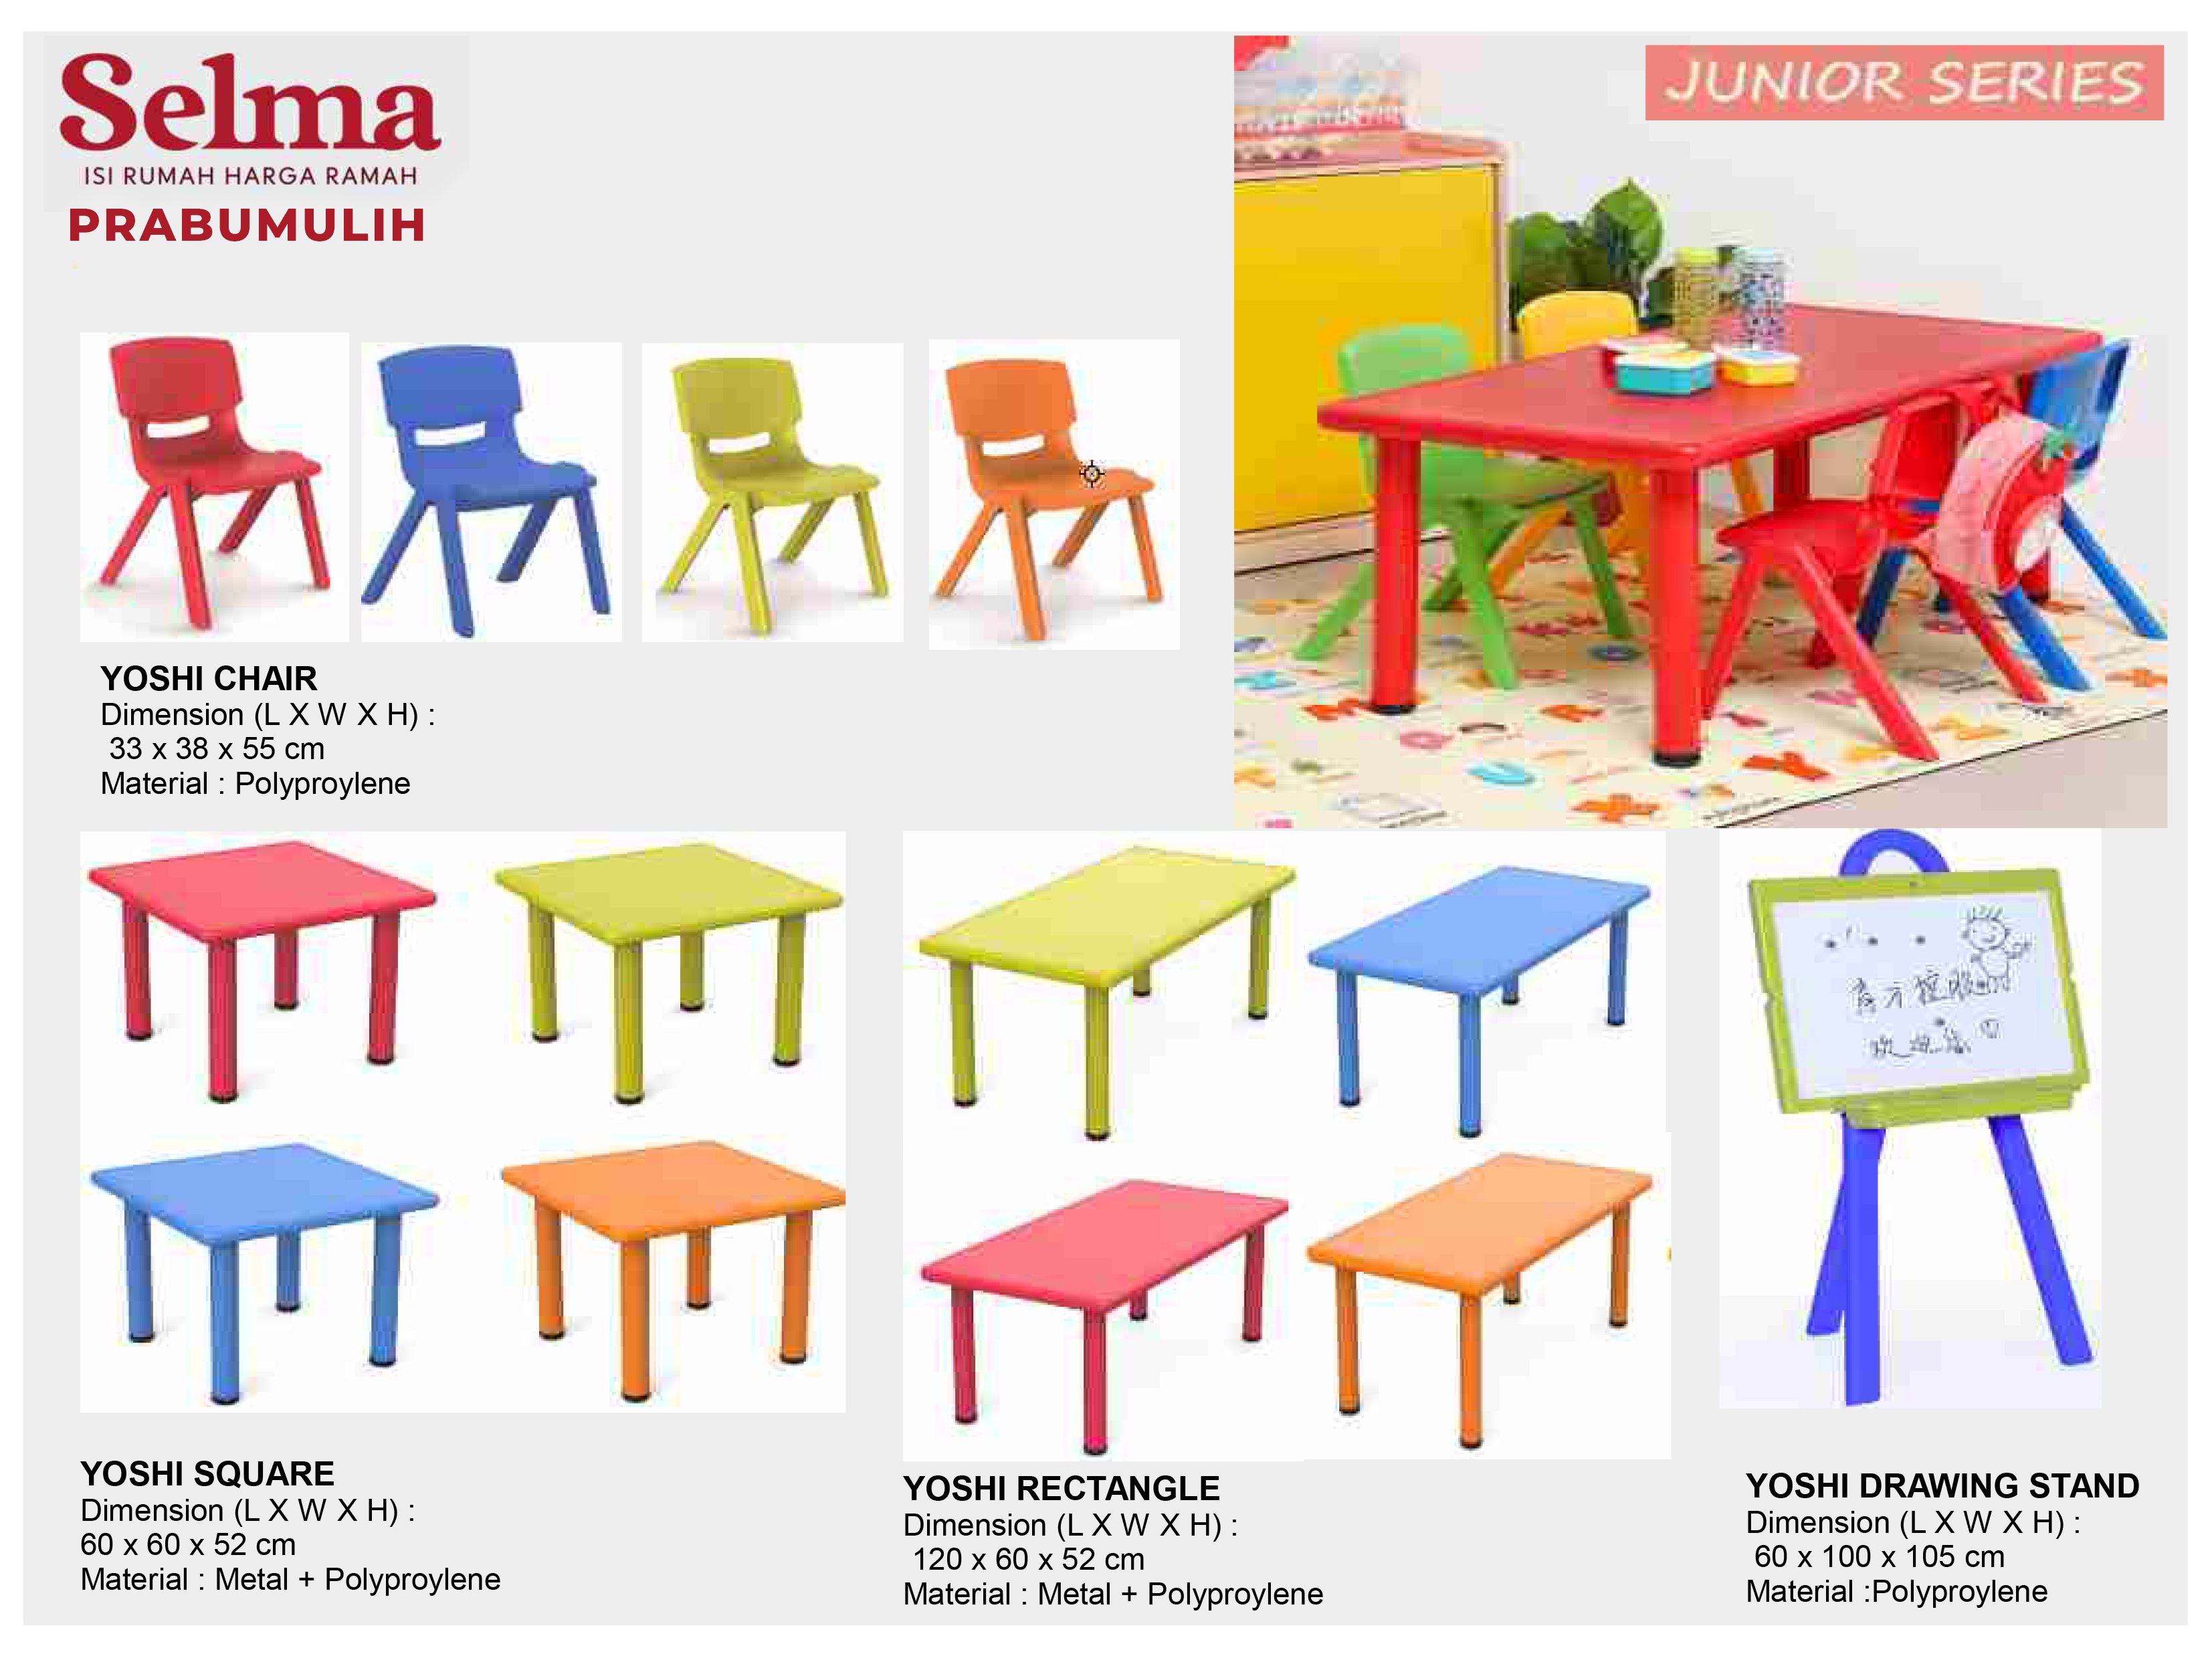 Selma
ISI RUMAH HARGA RAMAH
PRABUMULIH
JUNIOR SERIES
YOSHI CHAIR
Dimension (L X W X H) :
33 x 38 x 55 cm
Material : Polyproylene
YOSHI SQUARE
Dimension (L X W X H) :
60 x 60 x 52 cm
Material : Metal + Polyproylene
YOSHI RECTANGLE
Dimension (L X W X H) :
120 x 60 x 52 cm
Material : Metal + Polyproylene
YOSHI DRAWING STAND
Dimension (L X W X H) :
60 x 100 x 105 cm
Material :Polyproylene